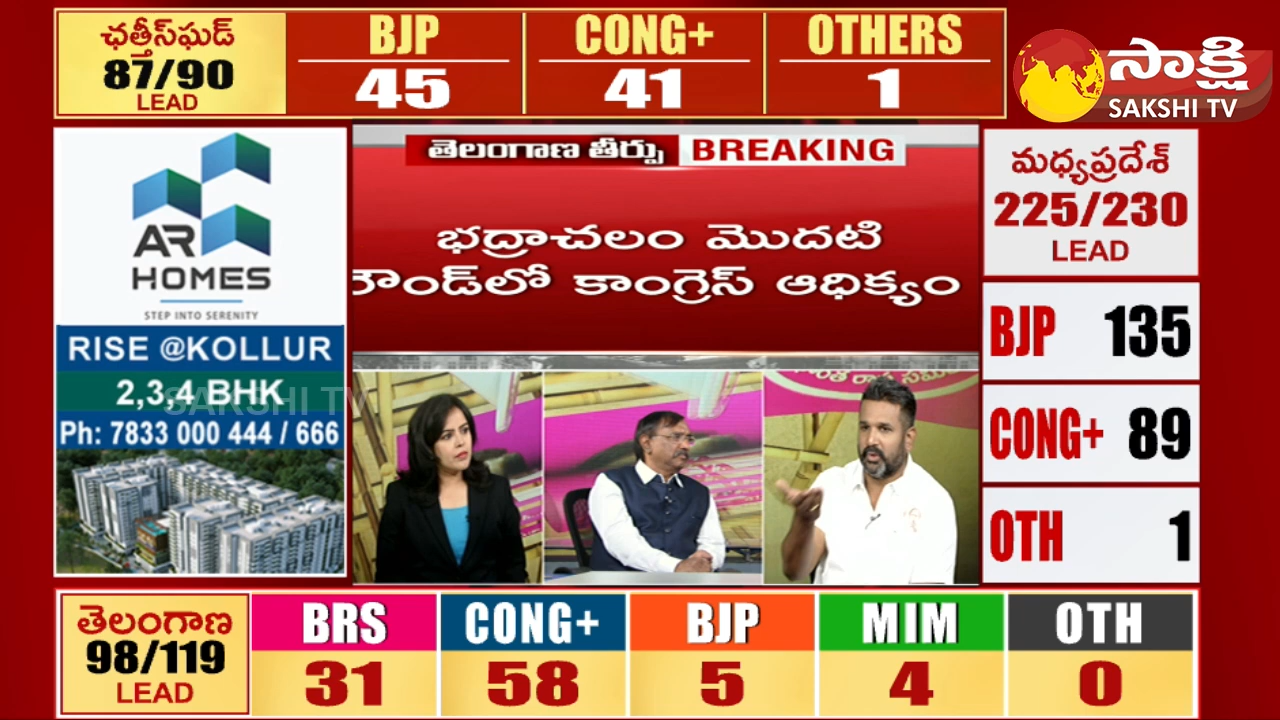 ఛత్తీస్‌ఘడ్
87/90
LEAD
BJP
45
CONG+
41
OTHERS
1
సాక్షి
SAKSHI TV
AR
HOMES
STEP INTO SERENITY
RISE @KOLLUR
2,3,4 BHK
Ph: 7833 000 444 / 666
SAKSHI TV
తెలంగాణ తీర్పు BREAKING
భద్రాచలం మొదటి
రౌండ్‌లో కాంగ్రెస్ ఆధిక్యం
మధ్యప్రదేశ్
225/230
LEAD
BJP 135
CONG+ 89
OTH 1
తెలంగాణ
98/119
LEAD
BRS
31
CONG+
58
BJP
5
MIM
4
OTH
0